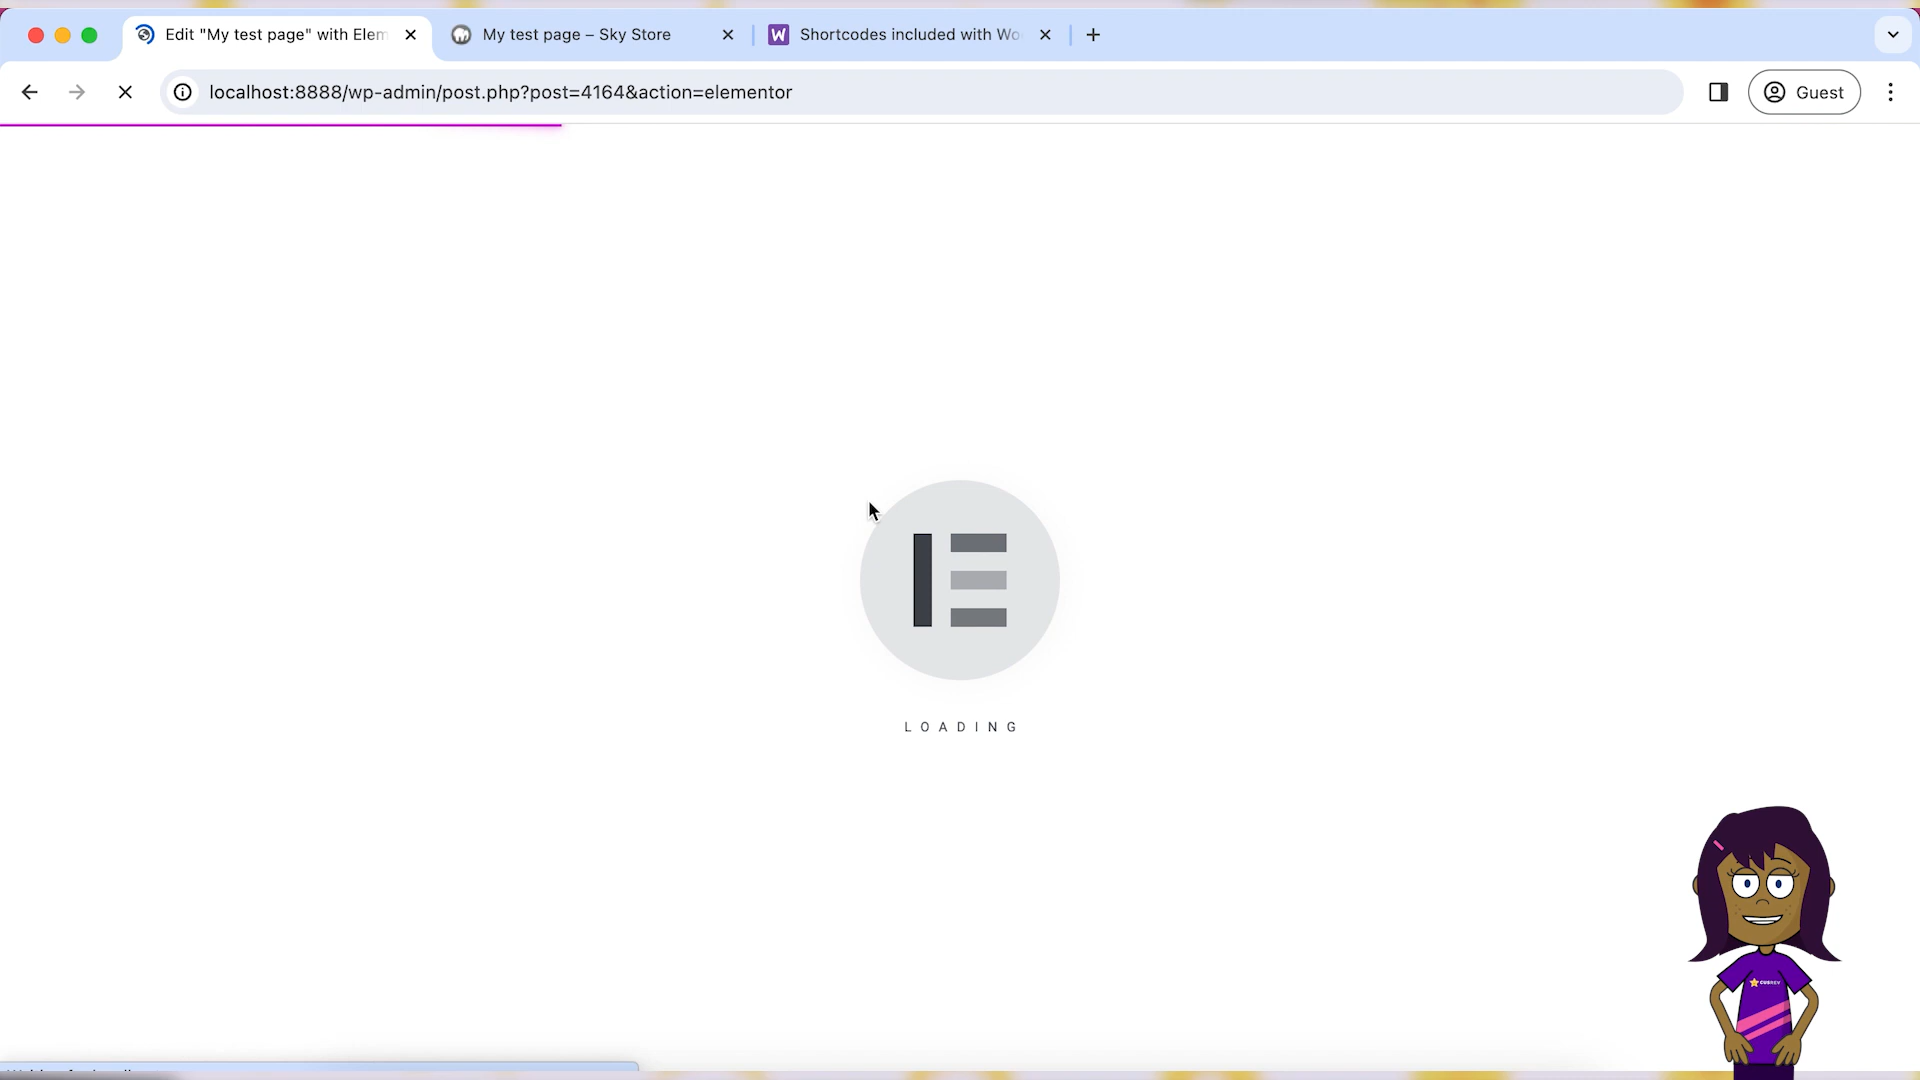 Edit "My test page" with Elem
My test page – Sky Store
Shortcodes included with Wo
localhost:8888/wp-admin/post.php?post=4164&action=elementor
Guest
LOADING
CUSREV